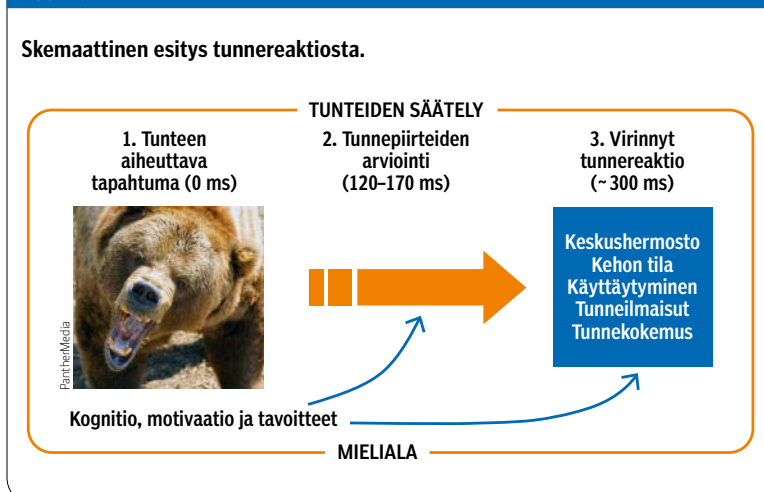 Skemaattinen esitys tunnereaktiosta.
TUNTEIDEN SÄÄTELY
1. Tunteen
aiheuttava
tapahtuma (0 ms)
2. Tunnepiirteiden
arviointi
(120–170 ms)
3. Virinnyt
tunnereaktio
(~ 300 ms)
PantherMedia
Keskushermosto
Kehon tila
Käyttäytyminen
Tunneilmaisut
Tunnekokemus
Kognitio, motivaatio ja tavoitteet
MIELIALA